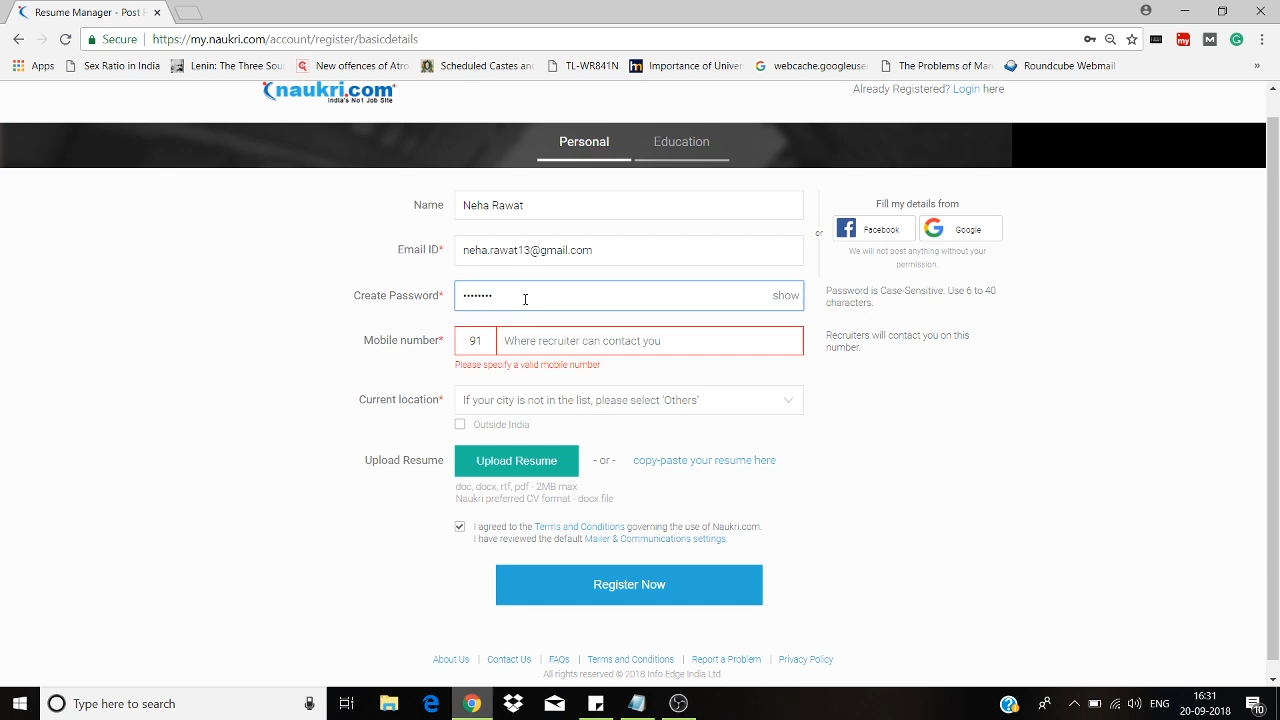 Resume Manager - Post
Secure
https://my.naukri.com/account/register/basicdetails
Apps
Sex Ratio in India
Lenin: The Three Sou
New offences of Atro
Scheduled Castes an
TL-WR841N
Importance of Univer
webcache.googleuse
The Problems of Mar
Roundcube Webmail
»
naukri.com
India's No1 Job Site
Already Registered? Login here
Personal
Education
Name
Neha Rawat
Fill my details from
or
Facebook
Google
We will not post anything without your
permission.
Email ID*
neha.rawat13@gmail.com
Create Password*
••••••••
show
Password is Case-Sensitive. Use 6 to 40
characters.
Mobile number*
91
Where recruiter can contact you
Recruiters will contact you on this
number.
Please specify a valid mobile number
Current location*
If your city is not in the list, please select 'Others'
Outside India
Upload Resume
Upload Resume
- or -
copy-paste your resume here
doc, docx, rtf, pdf - 2MB max
Naukri preferred CV format - docx file
I agreed to the Terms and Conditions governing the use of Naukri.com.
I have reviewed the default Mailer & Communications settings.
Register Now
About Us | Contact Us | FAQs | Terms and Conditions | Report a Problem | Privacy Policy
All rights reserved © 2018 Info Edge India Ltd.
Type here to search
ENG
16:31
20-09-2018